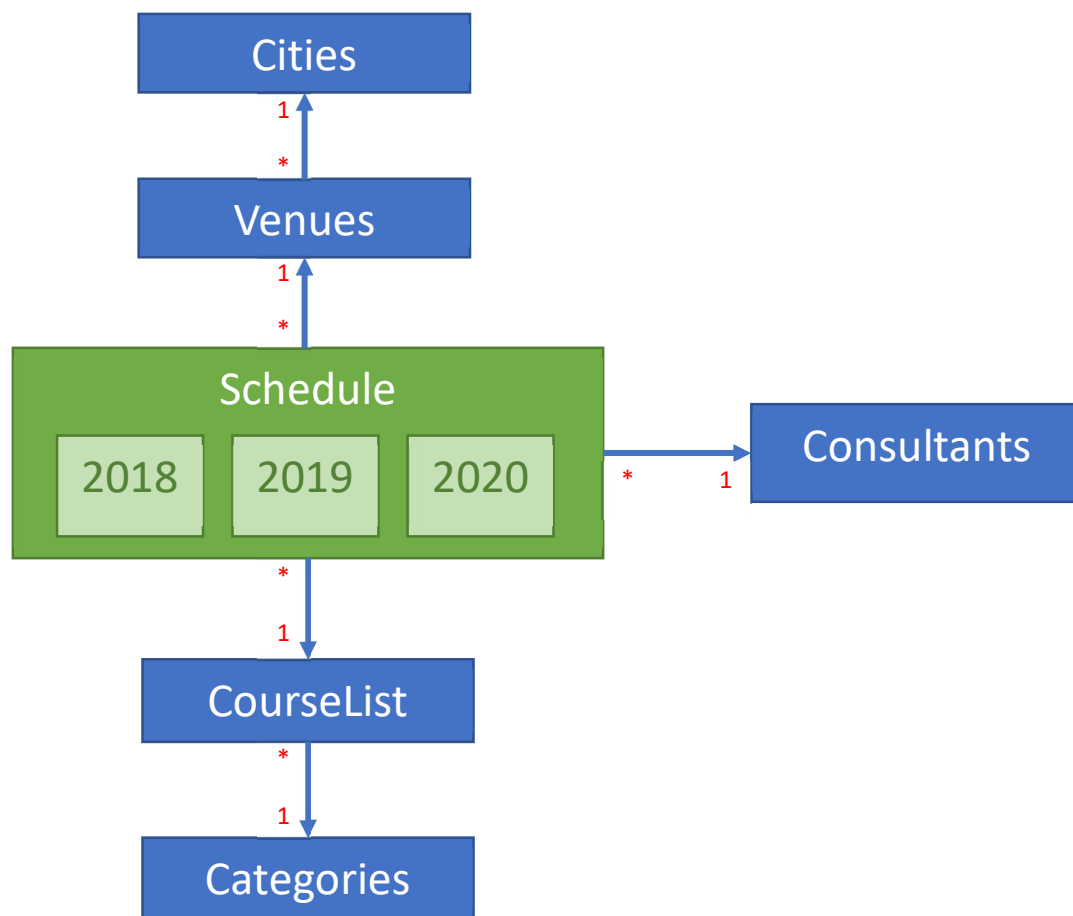 Cities
1
*
Venues
1
*
Schedule
2018 2019 2020
Consultants
* 1
*
1
CourseList
*
1
Categories